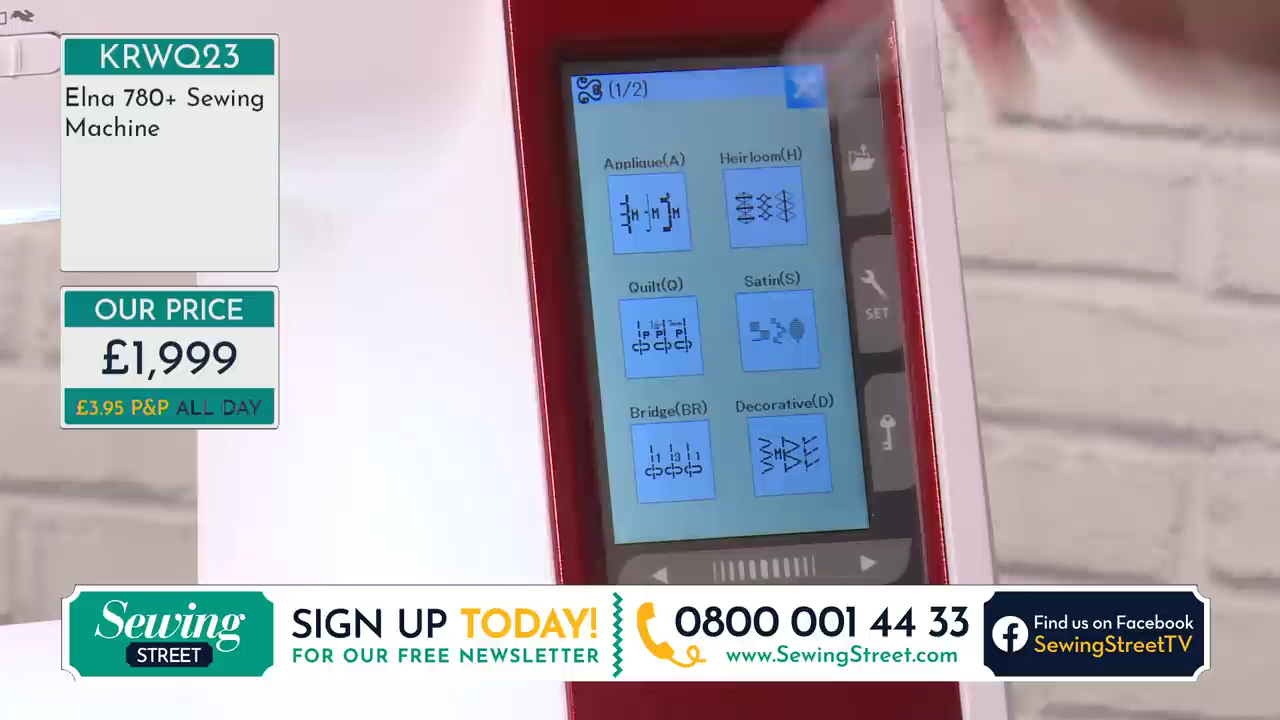 KRWQ23
Elna 780+ Sewing
Machine
OUR PRICE
£1,999
£3.95 P&P ALL DAY
(1/2)
Applique(A)
Heirloom(H)
Quilt(Q)
Satin(S)
Bridge(BR)
Decorative(D)
SET
Sewing
STREET
SIGN UP TODAY!
FOR OUR FREE NEWSLETTER
0800 001 44 33
www.SewingStreet.com
Find us on Facebook
SewingStreetTV